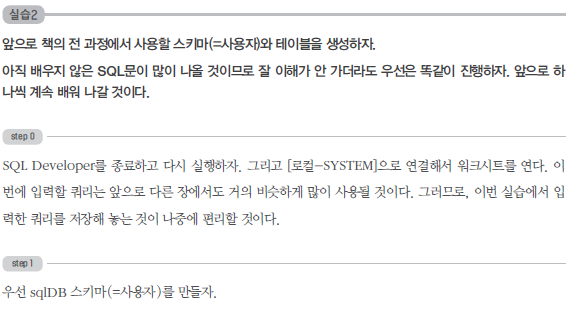 실습2
앞으로 책의 전 과정에서 사용할 스키마(=사용자)와 테이블을 생성하자.
아직 배우지 않은 SQL문이 많이 나올 것이므로 잘 이해가 안 가더라도 우선은 똑같이 진행하자. 앞으로 하
나씩 계속 배워 나갈 것이다.
step 0
SQL Developer를 종료하고 다시 실행하자. 그리고 [로컬-SYSTEM]으로 연결해서 워크시트를 연다. 이
번에 입력할 쿼리는 앞으로 다른 장에서도 거의 비슷하게 많이 사용될 것이다. 그러므로, 이번 실습에서 입
력한 쿼리를 저장해 놓는 것이 나중에 편리할 것이다.
step 1
우선 sqlDB 스키마(=사용자)를 만들자.